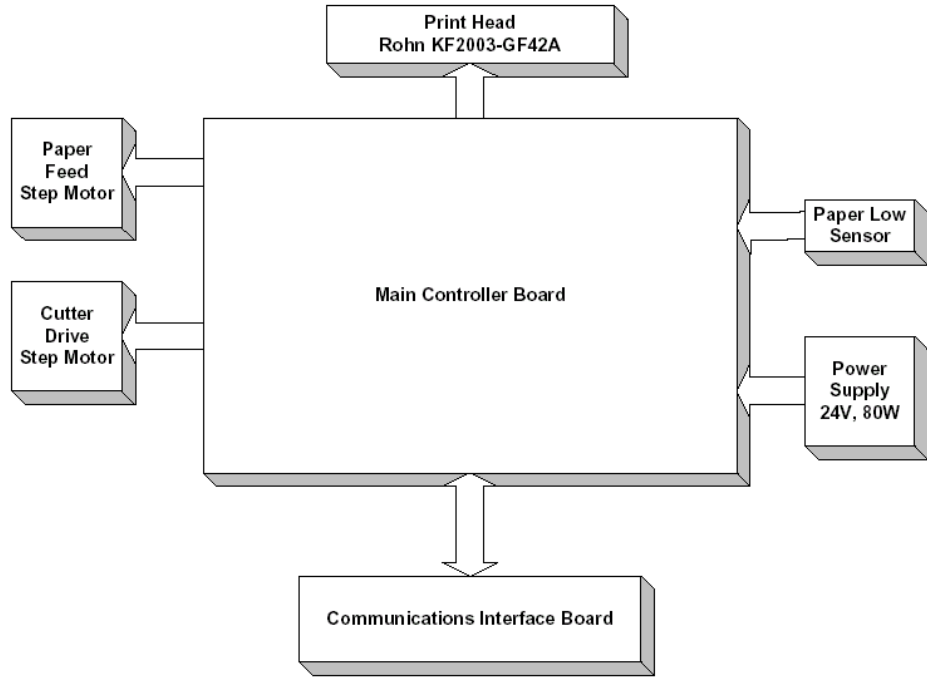 Print Head
Rohn KF2003-GF42A
Paper
Feed
Step Motor
Paper Low
Sensor
Main Controller Board
Cutter
Drive
Step Motor
Power
Supply
24V, 80W
Communications Interface Board